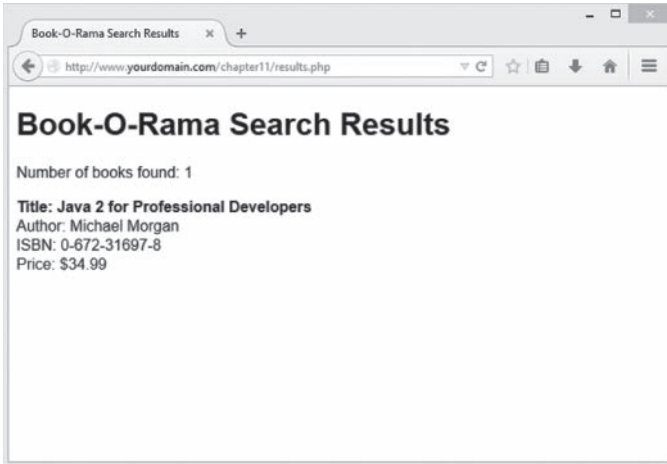 Book-O-Rama Search Results
http://www.yourdomain.com/chapter11/results.php
Book-O-Rama Search Results
Number of books found: 1
Title: Java 2 for Professional Developers
Author: Michael Morgan
ISBN: 0-672-31697-8
Price: $34.99